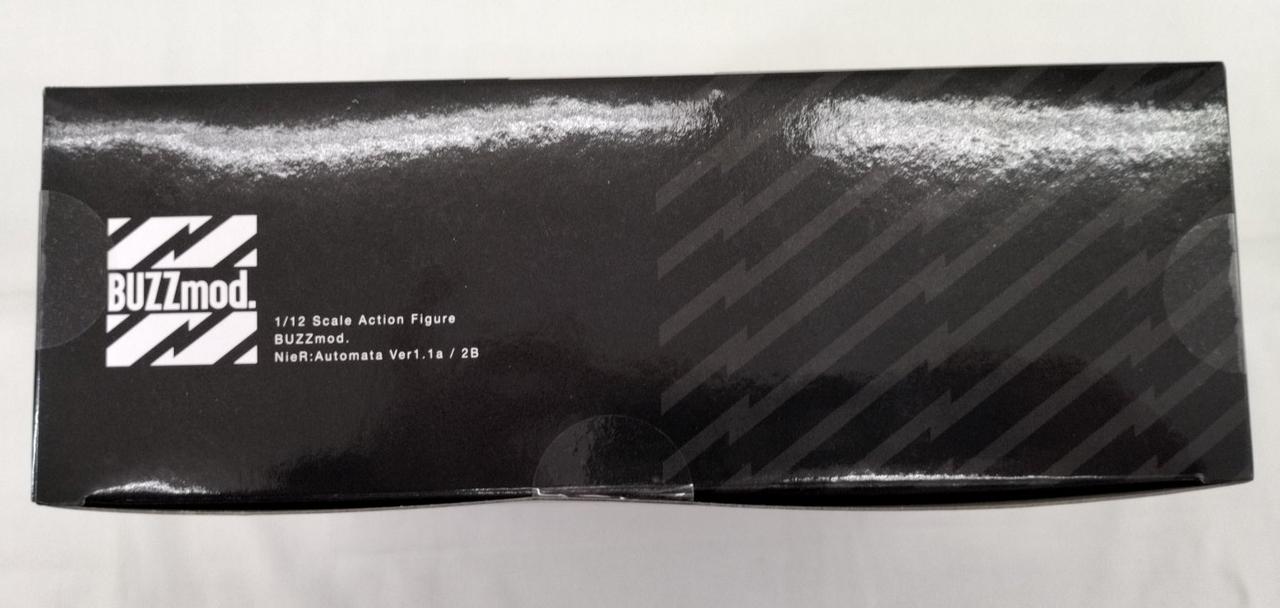 BUZZmod.
1/12 Scale Action Figure
BUZZmod.
NieR:Automata Ver1.1a / 2B